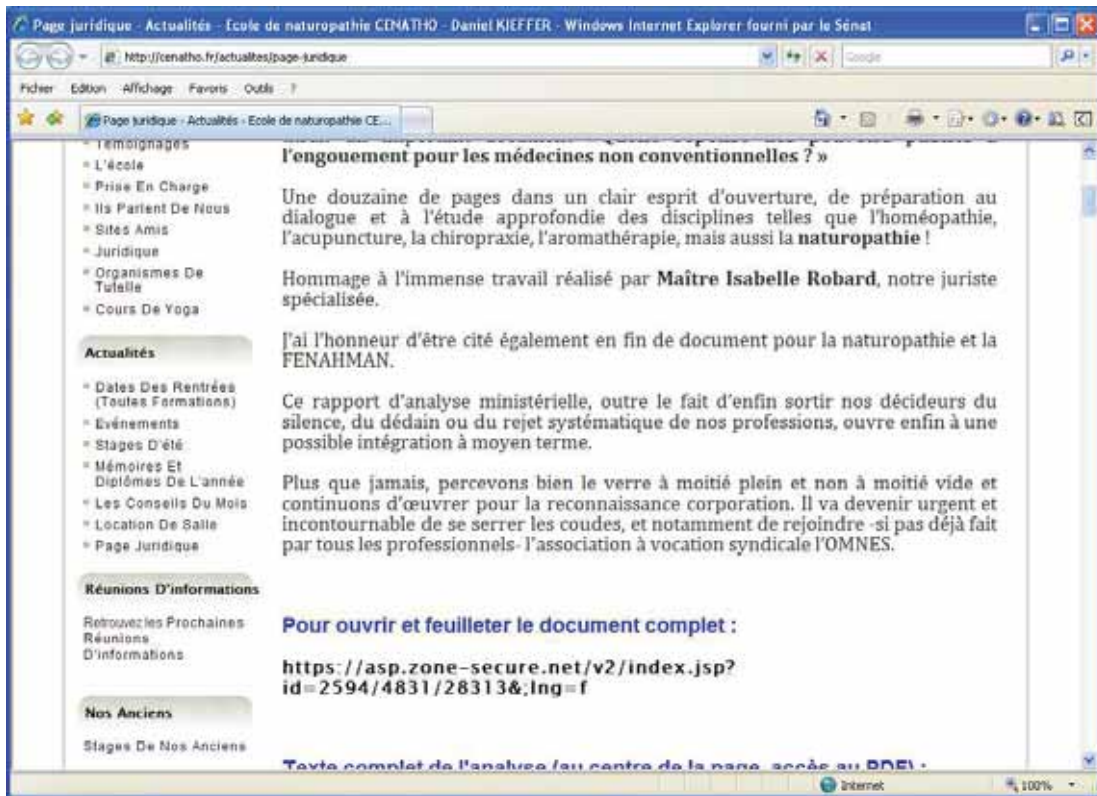 Page juridique - Actualités - Ecole de naturopathie CENATHO - Daniel KIEFFER - Windows Internet Explorer fourni par le Sénat
http://cenatho.fr/actualites/page-juridique
Google
Fichier Edition Affichage Favoris Outils ?
Page juridique - Actualités - Ecole de naturopathie CE...
Témoignages
L'école
Prise En Charge
Ils Parlent De Nous
Sites Amis
Juridique
Organismes De
Tutelle
Cours De Yoga
Actualités
Dates Des Rentrées
(Toutes Formations)
Evénements
Stages D'été
Mémoires Et
Diplômes De L'année
Les Conseils Du Mois
Location De Salle
Page Juridique
Réunions D'informations
Retrouvez les Prochaines
Réunions
D'informations
Nos Anciens
Stages De Nos Anciens
l'engouement pour les médecines non conventionnelles ? »
Une douzaine de pages dans un clair esprit d'ouverture, de préparation au
dialogue et à l'étude approfondie des disciplines telles que l'homéopathie,
l'acupuncture, la chiropraxie, l'aromathérapie, mais aussi la naturopathie !
Hommage à l'immense travail réalisé par Maître Isabelle Robard, notre juriste
spécialisée.
J'ai l'honneur d'être cité également en fin de document pour la naturopathie et la
FENAHMAN.
Ce rapport d'analyse ministérielle, outre le fait d'enfin sortir nos décideurs du
silence, du dédain ou du rejet systématique de nos professions, ouvre enfin à une
possible intégration à moyen terme.
Plus que jamais, percevons bien le verre à moitié plein et non à moitié vide et
continuons d'œuvrer pour la reconnaissance corporation. Il va devenir urgent et
incontournable de se serrer les coudes, et notamment de rejoindre -si pas déjà fait
par tous les professionnels- l'association à vocation syndicale l'OMNES.
Pour ouvrir et feuilleter le document complet :
https://asp.zone-secure.net/v2/index.jsp?
id=2594/4831/28313&;lng=f
Texte complet de l'analyse (au centre de la page, accès au PDF) :
Internet
100%